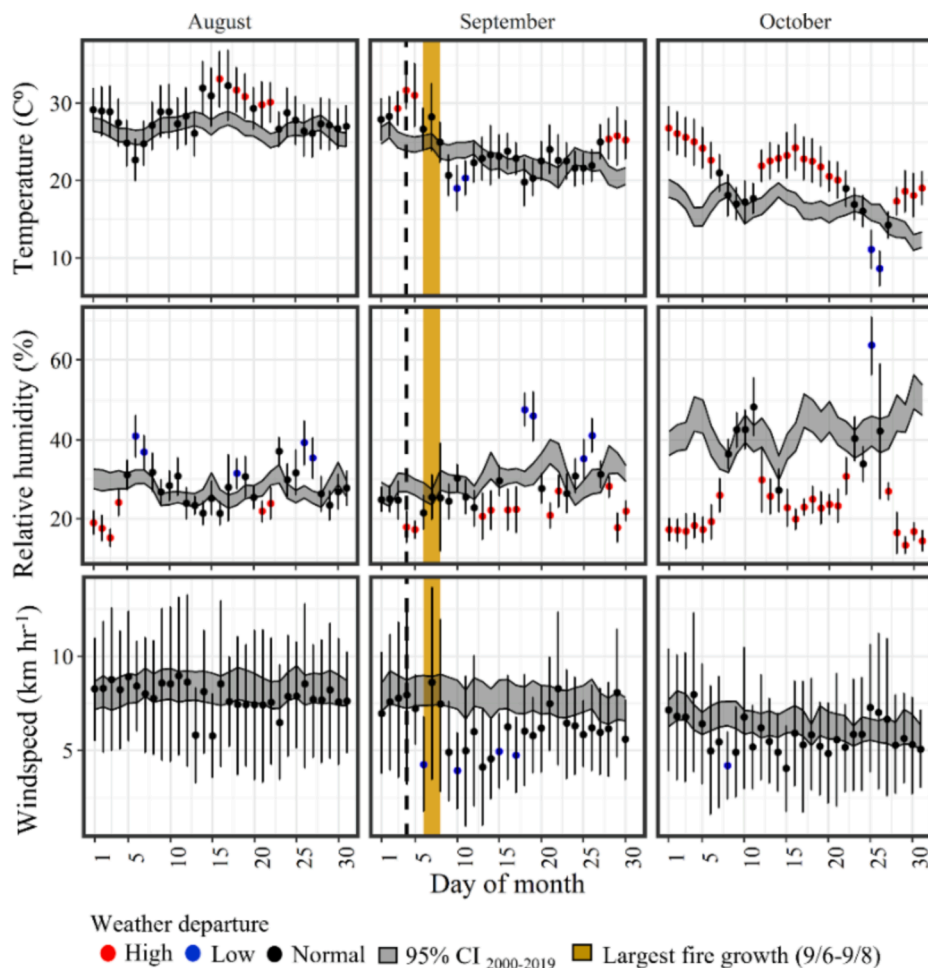 August September October
Temperature (C°)
30
20
10
Relative humidity (%)
60
40
20
Windspeed (km hr⁻¹)
10
5
1 5 10 15 20 25 30 1 5 10 15 20 25 30 1 5 10 15 20 25 30
Day of month
Weather departure
High Low Normal 95% CI 2000-2019 Largest fire growth (9/6-9/8)